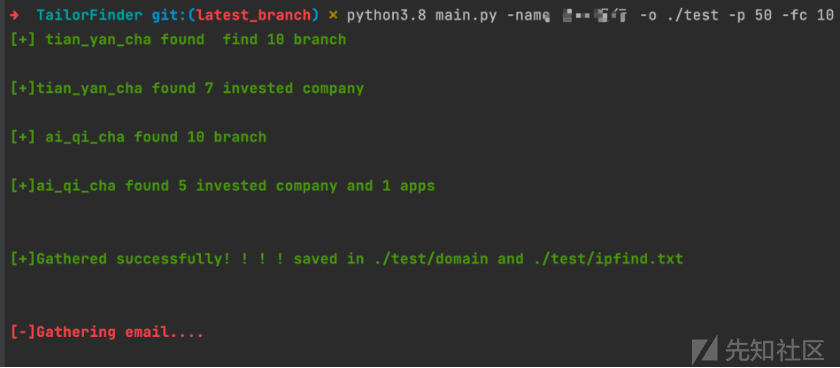 ➜ TailorFinder git:(latest_branch) ✗ python3.8 main.py -name -o ./test -p 50 -fc 10
[+] tian_yan_cha found  find 10 branch
[+]tian_yan_cha found 7 invested company
[+] ai_qi_cha found 10 branch
[+]ai_qi_cha found 5 invested company and 1 apps
[+]Gathered successfully! ! ! ! saved in ./test/domain and ./test/ipfind.txt
[-]Gathering email....
先知社区